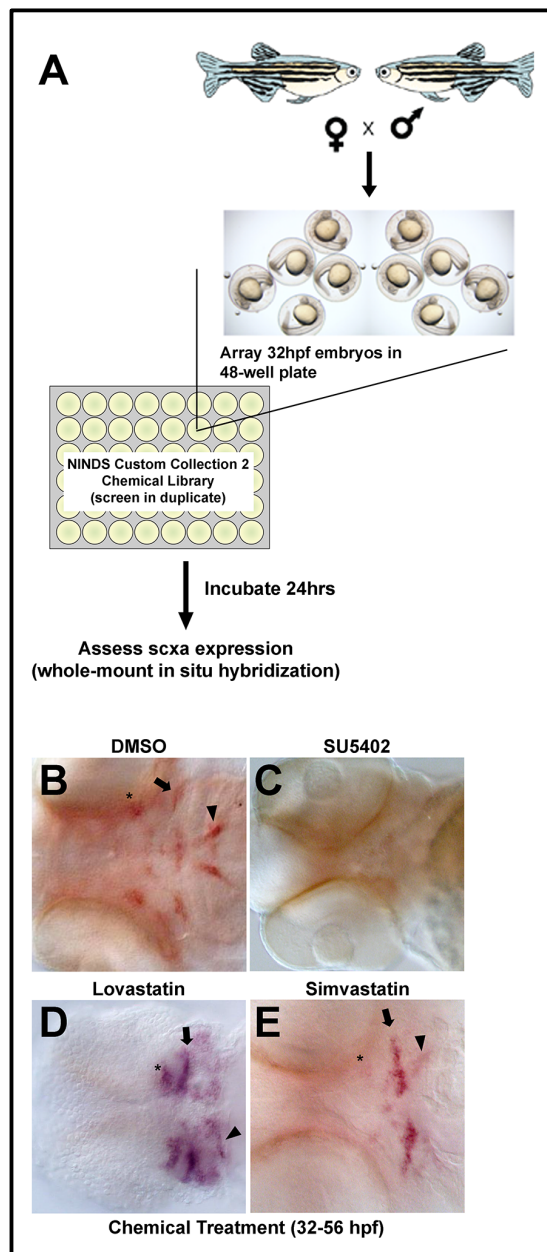 A
♀ x ♂
Array 32hpf embryos in
48-well plate
NINDS Custom Collection 2
Chemical Library
(screen in duplicate)
Incubate 24hrs
Assess scxa expression
(whole-mount in situ hybridization)
DMSO
SU5402
B
*
C
Lovastatin
Simvastatin
D
*
E
*
Chemical Treatment (32-56 hpf)